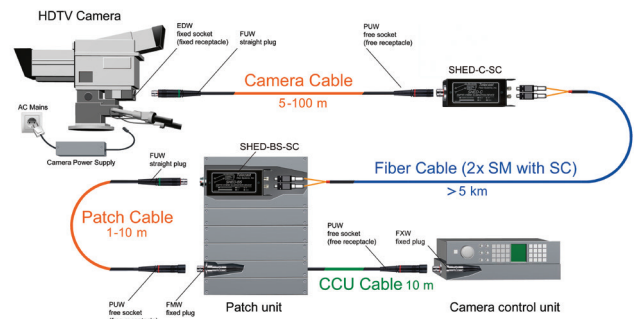 HDTV Camera
EDW
fixed socket
(fixed receptacle)
FUW
straight plug
PUW
free socket
(free receptacle)
SHED-C-SC
Camera Cable
5-100 m
AC Mains
Camera Power Supply
FUW
straight plug
SHED-BS-SC
Fiber Cable (2x SM with SC)
>5 km
Patch Cable
1-10 m
PUW
free socket
(free receptacle)
FXW
fixed plug
CCU Cable 10 m
PUW
free socket
(free receptacle)
FMW
fixed plug
Patch unit
Camera control unit